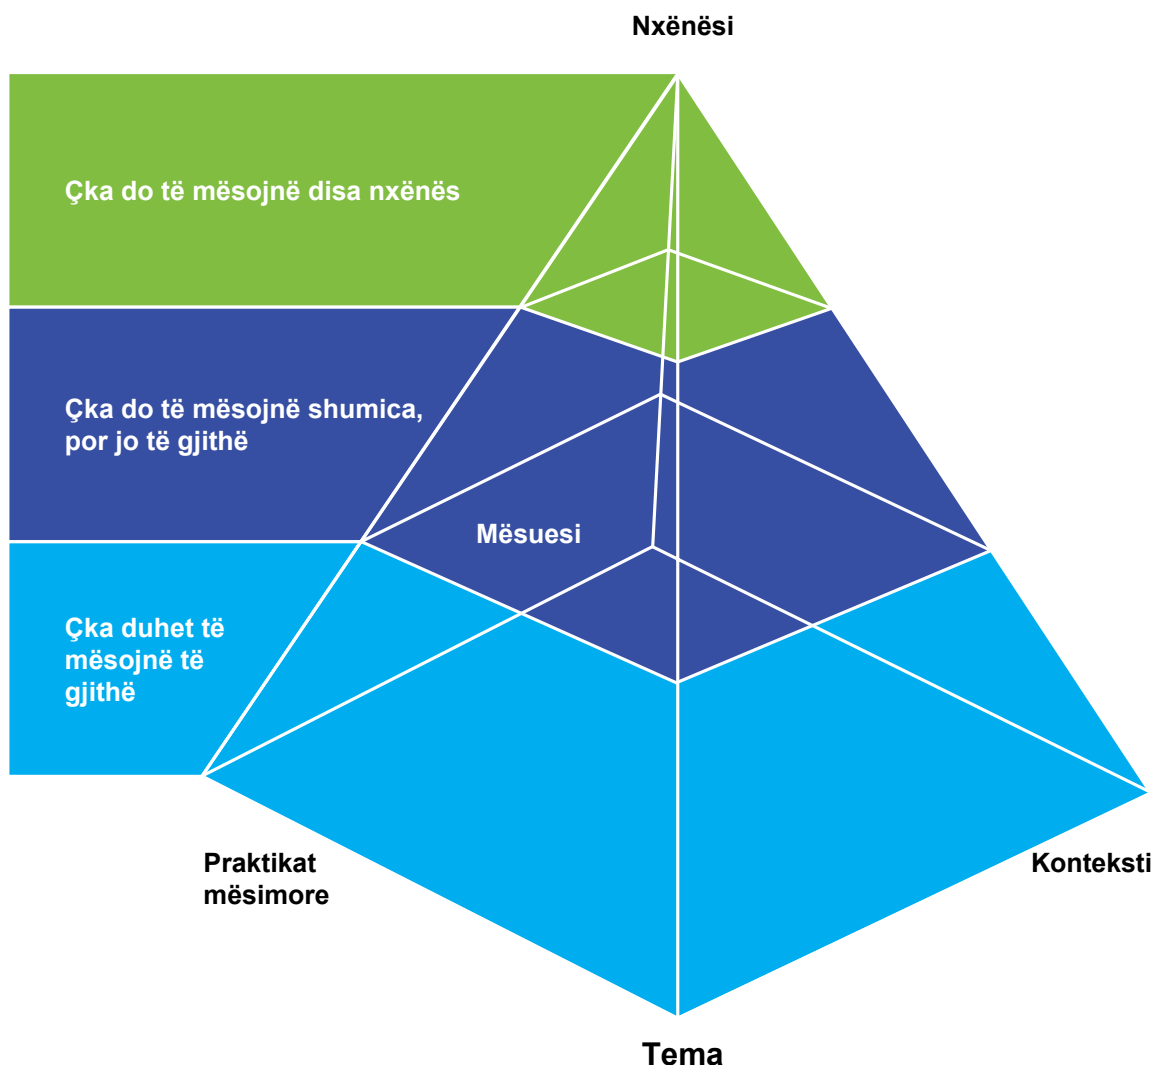 Nxënësi
Çka do të mësojnë disa nxënës
Çka do të mësojnë shumica,
por jo të gjithë
Mësuesi
Çka duhet të
mësojnë të
gjithë
Praktikat
mësimore
Konteksti
Tema